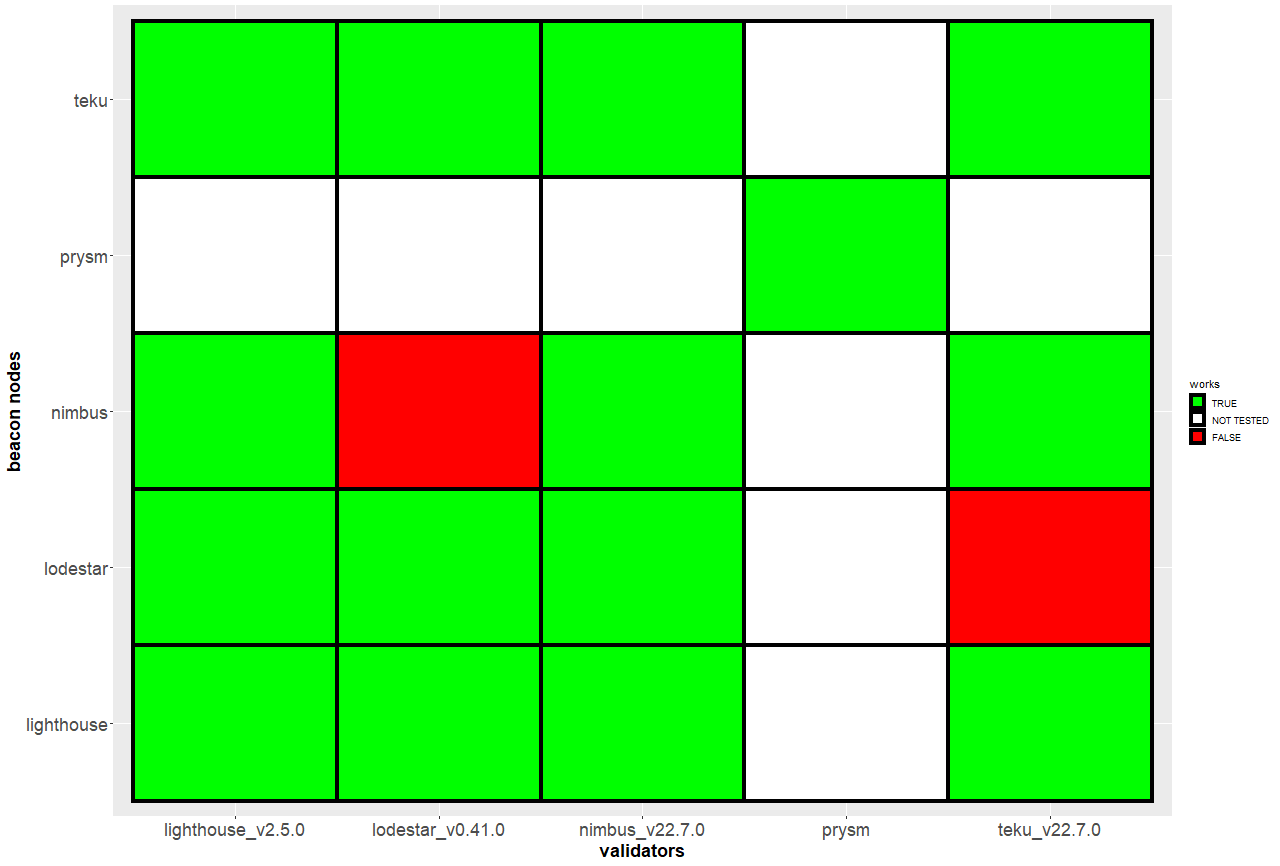 teku
prysm
nimbus
lodestar
lighthouse
beacon nodes
lighthouse_v2.5.0
lodestar_v0.41.0
nimbus_v22.7.0
prysm
teku_v22.7.0
validators
works
TRUE
NOT TESTED
FALSE